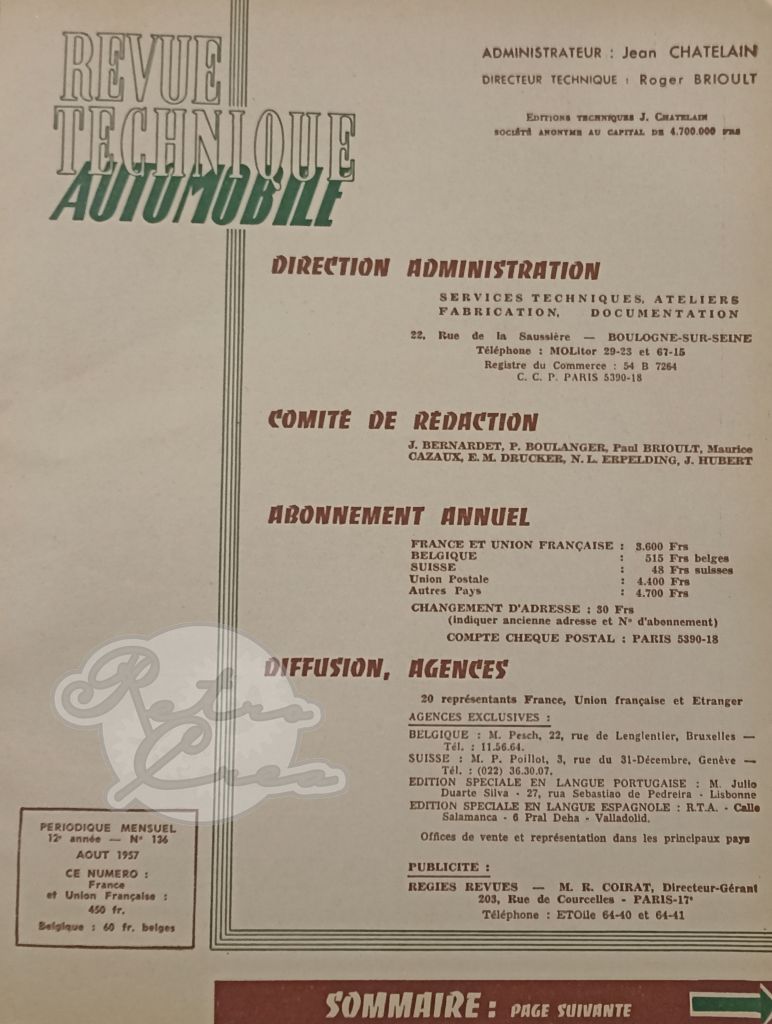 REVUE
TECHNIQUE
AUTOMOBILE
ADMINISTRATEUR : Jean CHATELAIN
DIRECTEUR TECHNIQUE : Roger BRIOULT
EDITIONS TECHNIQUES J. CHATELAIN
SOCIÉTÉ ANONYME AU CAPITAL DE 4.700.000 FRS
DIRECTION ADMINISTRATION
SERVICES TECHNIQUES, ATELIERS
FABRICATION, DOCUMENTATION
22, Rue de la Saussière — BOULOGNE-SUR-SEINE
Téléphone : MOLitor 29-23 et 67-15
Registre du Commerce : 54 B 7264
C. C. P. PARIS 5390-18
COMITÉ DE RÉDACTION
J. BERNARDET, P. BOULANGER, Paul BRIOULT, Maurice
CAZAUX, E. M. DRUCKER, N. L. ERPELDING, J. HUBERT
ABONNEMENT ANNUEL
FRANCE ET UNION FRANÇAISE : 3.600 Frs
BELGIQUE : 515 Frs belges
SUISSE : 48 Frs suisses
Union Postale : 4.400 Frs
Autres Pays : 4.700 Frs
CHANGEMENT D'ADRESSE : 30 Frs
(indiquer ancienne adresse et N° d'abonnement)
COMPTE CHEQUE POSTAL : PARIS 5390-18
DIFFUSION, AGENCES
20 représentants France, Union française et Etranger
AGENCES EXCLUSIVES :
BELGIQUE : M. Pesch, 22, rue de Lenglentier, Bruxelles —
Tél. : 11.56.64.
SUISSE : M. P. Poillot, 3, rue du 31-Décembre, Genève —
Tél. : (022) 36.30.07.
EDITION SPECIALE EN LANGUE PORTUGAISE : M. Julio
Duarte Silva - 27, rua Sebastiao de Pedreira - Lisbonne
EDITION SPECIALE EN LANGUE ESPAGNOLE : R.T.A. - Calle
Salamanca - 6 Pral Deha - Valladolid.
Offices de vente et représentation dans les principaux pays
PUBLICITE :
REGIES REVUES — M. R. COIRAT, Directeur-Gérant
203, Rue de Courcelles - PARIS-17e
Téléphone : ETOile 64-40 et 64-41
Retro
Crea
PERIODIQUE MENSUEL
12e année — N° 136
AOUT 1957
CE NUMERO :
France
et Union Française :
450 fr.
Belgique : 60 fr. belges
SOMMAIRE : PAGE SUIVANTE